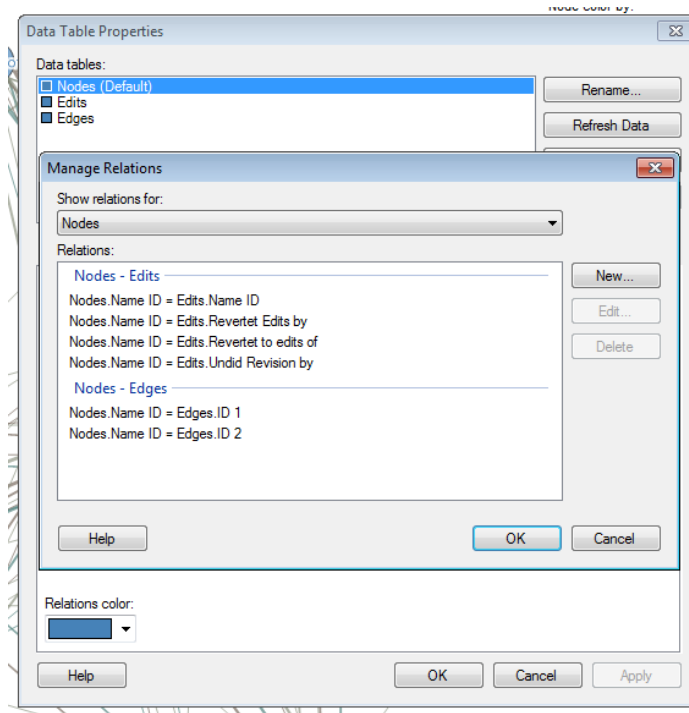 Node color by:
Data Table Properties
Data tables:
Nodes (Default)
Edits
Edges
Rename...
Refresh Data
Manage Relations
Show relations for:
Nodes
Relations:
Nodes - Edits
Nodes.Name ID = Edits.Name ID
Nodes.Name ID = Edits.Revertet Edits by
Nodes.Name ID = Edits.Revertet to edits of
Nodes.Name ID = Edits.Undid Revision by
Nodes - Edges
Nodes.Name ID = Edges.ID 1
Nodes.Name ID = Edges.ID 2
New...
Edit...
Delete
Help
OK
Cancel
Relations color:
Help
OK
Cancel
Apply